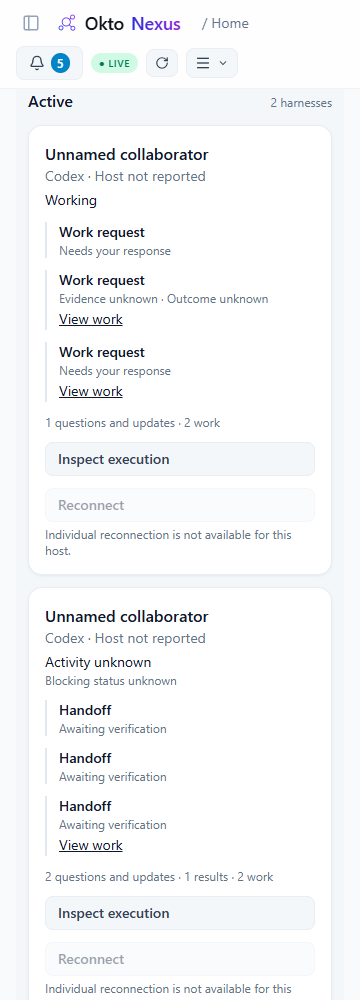 Okto Nexus / Home
5 LIVE
Active 2 harnesses
Unnamed collaborator
Codex · Host not reported
Working
Work request
Needs your response
Work request
Evidence unknown · Outcome unknown
View work
Work request
Needs your response
View work
1 questions and updates · 2 work
Inspect execution
Reconnect
Individual reconnection is not available for this
host.
Unnamed collaborator
Codex · Host not reported
Activity unknown
Blocking status unknown
Handoff
Awaiting verification
Handoff
Awaiting verification
Handoff
Awaiting verification
View work
2 questions and updates · 1 results · 2 work
Inspect execution
Reconnect
Individual reconnection is not available for this